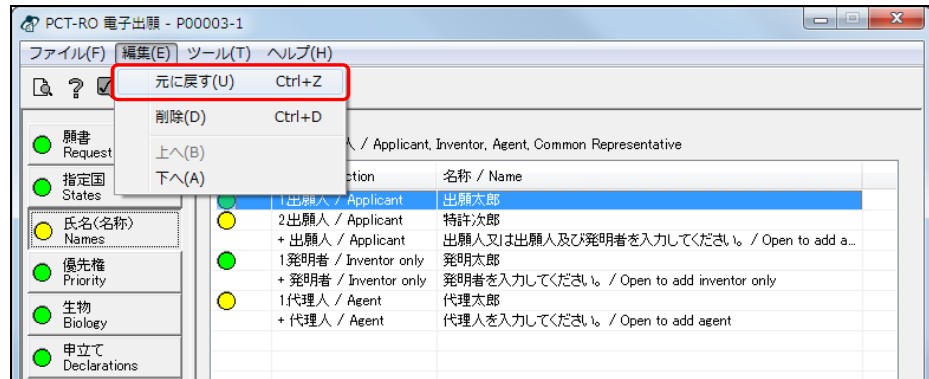 PCT-RO 電子出願 - P00003-1
ファイル(F) 編集(E) ツール(T) ヘルプ(H)
元に戻す(U) Ctrl+Z
削除(D) Ctrl+D
上へ(B)
下へ(A)
願書
Request
指定国
States
氏名(名称)
Names
優先権
Priority
生物
Biology
申立て
Declarations
人 / Applicant, Inventor, Agent, Common Representative
ction 名称 / Name
1出願人 / Applicant 出願太郎
2出願人 / Applicant 特許次郎
+ 出願人 / Applicant 出願人又は出願人及び発明者を入力してください。 / Open to add a...
1発明者 / Inventor only 発明太郎
+ 発明者 / Inventor only 発明者を入力してください。 / Open to add inventor only
1代理人 / Agent 代理太郎
+ 代理人 / Agent 代理人を入力してください。 / Open to add agent